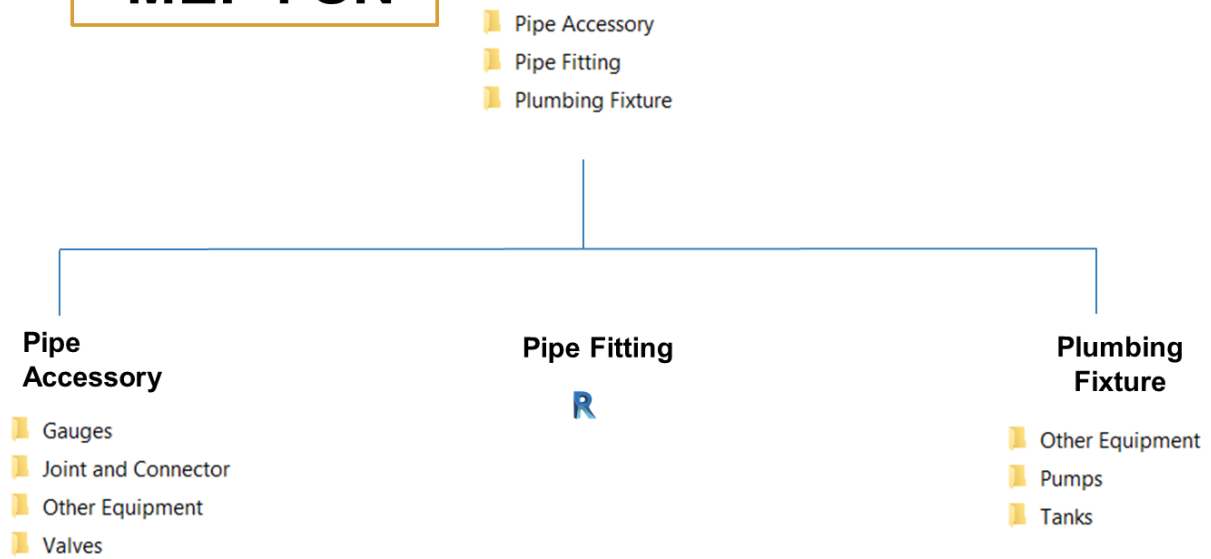 Pipe Accessory
Pipe Fitting
Plumbing Fixture
Pipe
Accessory
Gauges
Joint and Connector
Other Equipment
Valves
Pipe Fitting
R
Plumbing
Fixture
Other Equipment
Pumps
Tanks